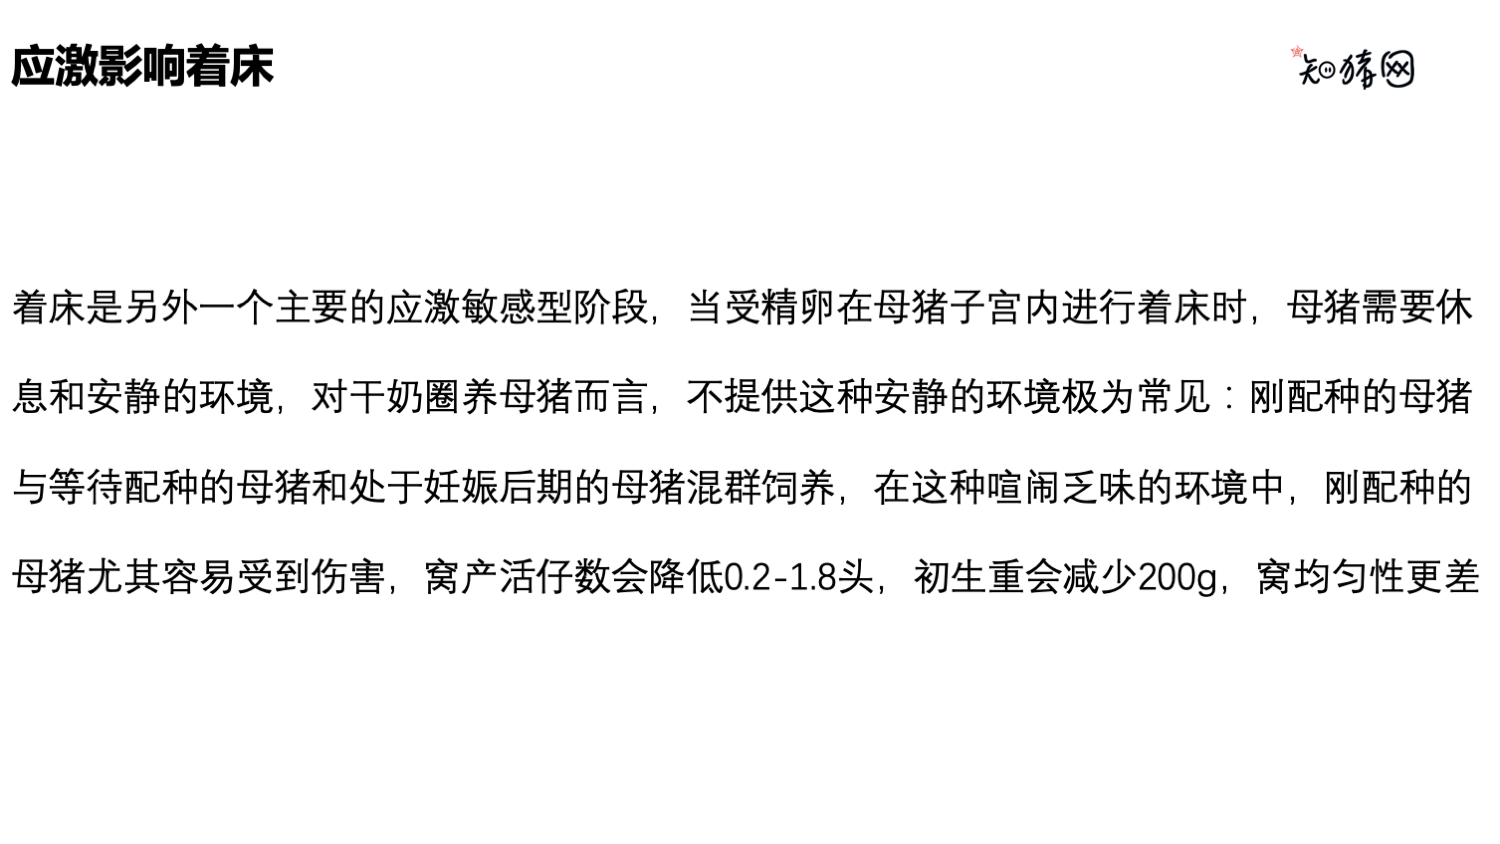 应激影响着床
知猪网
着床是另外一个主要的应激敏感型阶段，当受精卵在母猪子宫内进行着床时，母猪需要休
息和安静的环境，对干奶圈养母猪而言，不提供这种安静的环境极为常见：刚配种的母猪
与等待配种的母猪和处于妊娠后期的母猪混群饲养，在这种喧闹乏味的环境中，刚配种的
母猪尤其容易受到伤害，窝产活仔数会降低0.2-1.8头，初生重会减少200g，窝均匀性更差